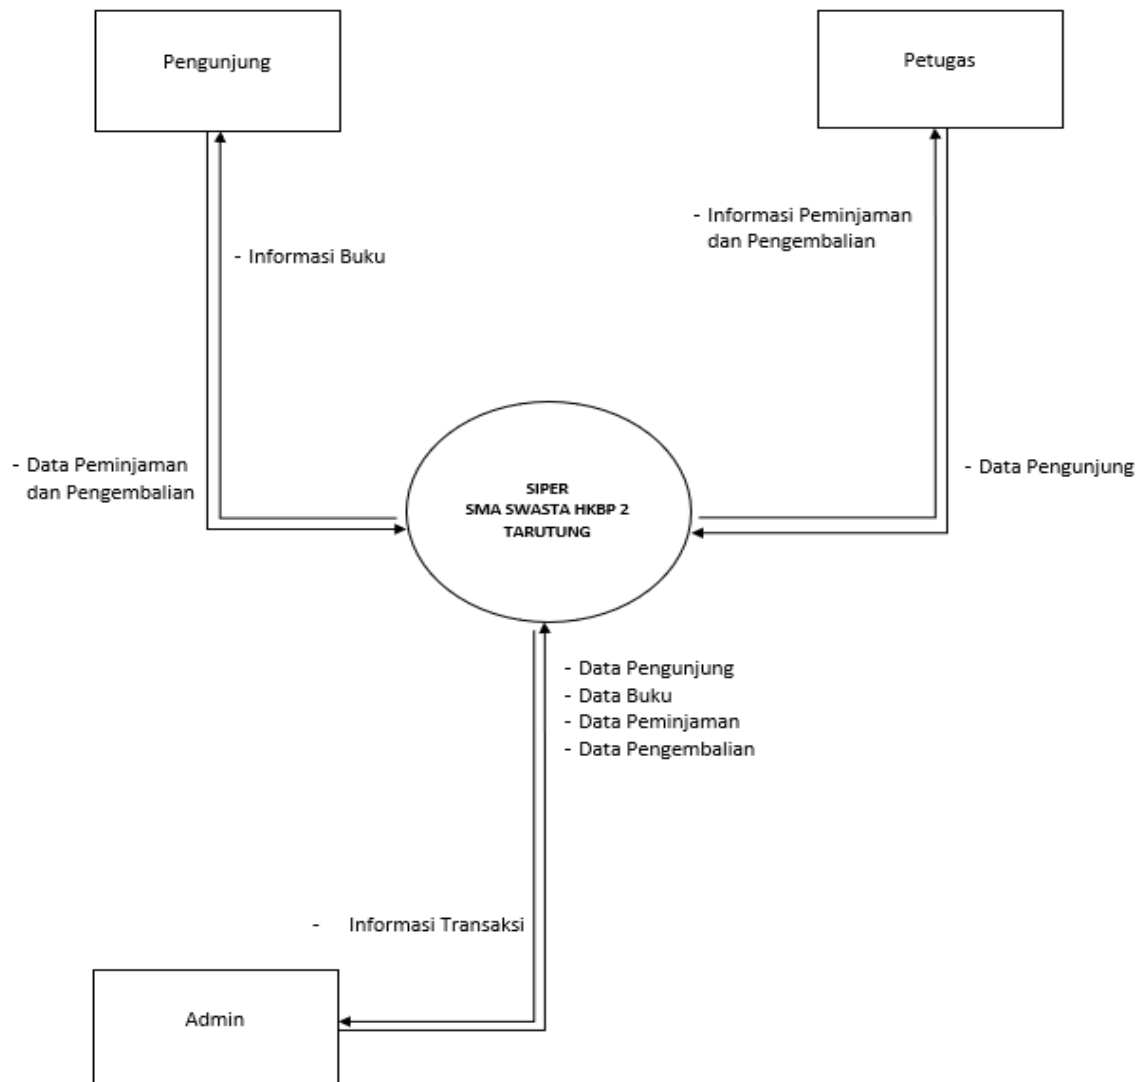 Pengunjung
Petugas
- Informasi Peminjaman
dan Pengembalian
- Informasi Buku
- Data Peminjaman
dan Pengembalian
- Data Pengunjung
SIPER
SMA SWASTA HKBP 2
TARUTUNG
- Data Pengunjung
- Data Buku
- Data Peminjaman
- Data Pengembalian
- Informasi Transaksi
Admin